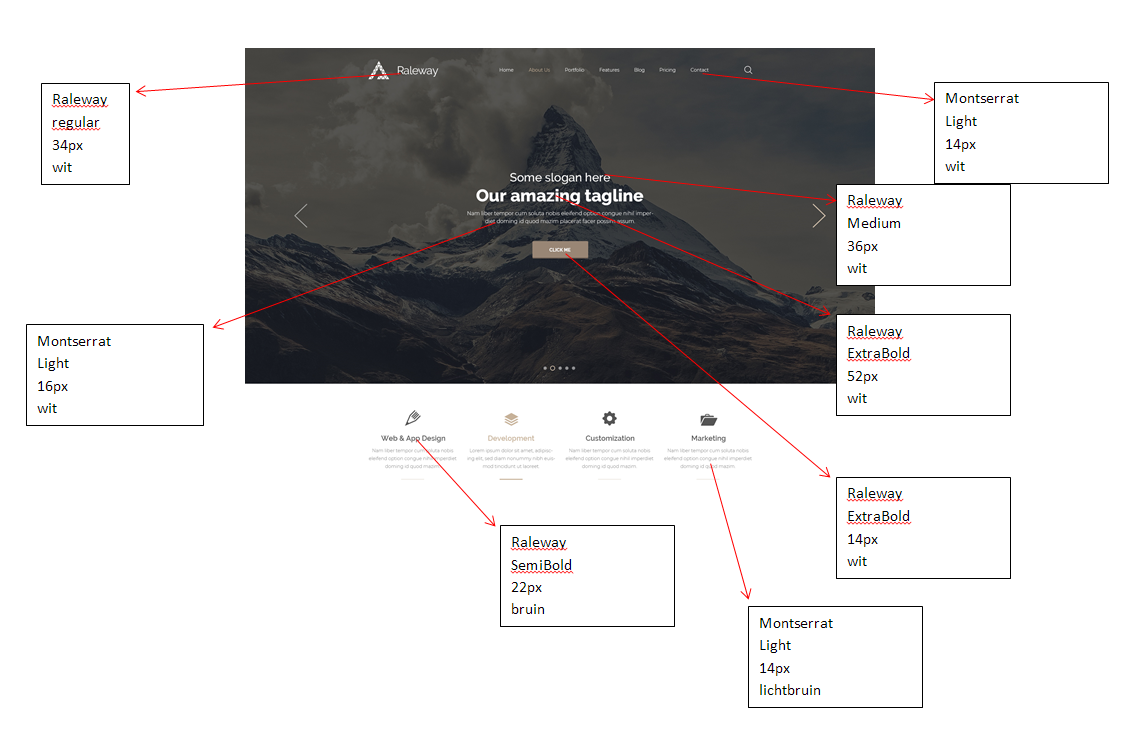 Raleway
Home About Us Portfolio Features Blog Pricing Contact
Raleway
regular
34px
wit
Montserrat
Light
14px
wit
Some slogan here
Our amazing tagline
Nam liber tempor cum soluta nobis eleifend option congue nihil imper-
diet doming id quod mazim placerat facer possim assum.
CLICK ME
Raleway
Medium
36px
wit
Raleway
ExtraBold
52px
wit
Montserrat
Light
16px
wit
Web & App Design
Nam liber tempor cum soluta nobis
eleifend option congue nihil imperdiet
doming id quod mazim.
Development
Lorem ipsum dolor sit amet, adipisc-
ing elit, sed diam nonummy nibh euis-
mod tincidunt ut laoreet.
Customization
Nam liber tempor cum soluta nobis
eleifend option congue nihil imperdiet
doming id quod mazim.
Marketing
Nam liber tempor cum soluta nobis
eleifend option congue nihil imperdiet
doming id quod mazim.
Raleway
ExtraBold
14px
wit
Raleway
SemiBold
22px
bruin
Montserrat
Light
14px
lichtbruin